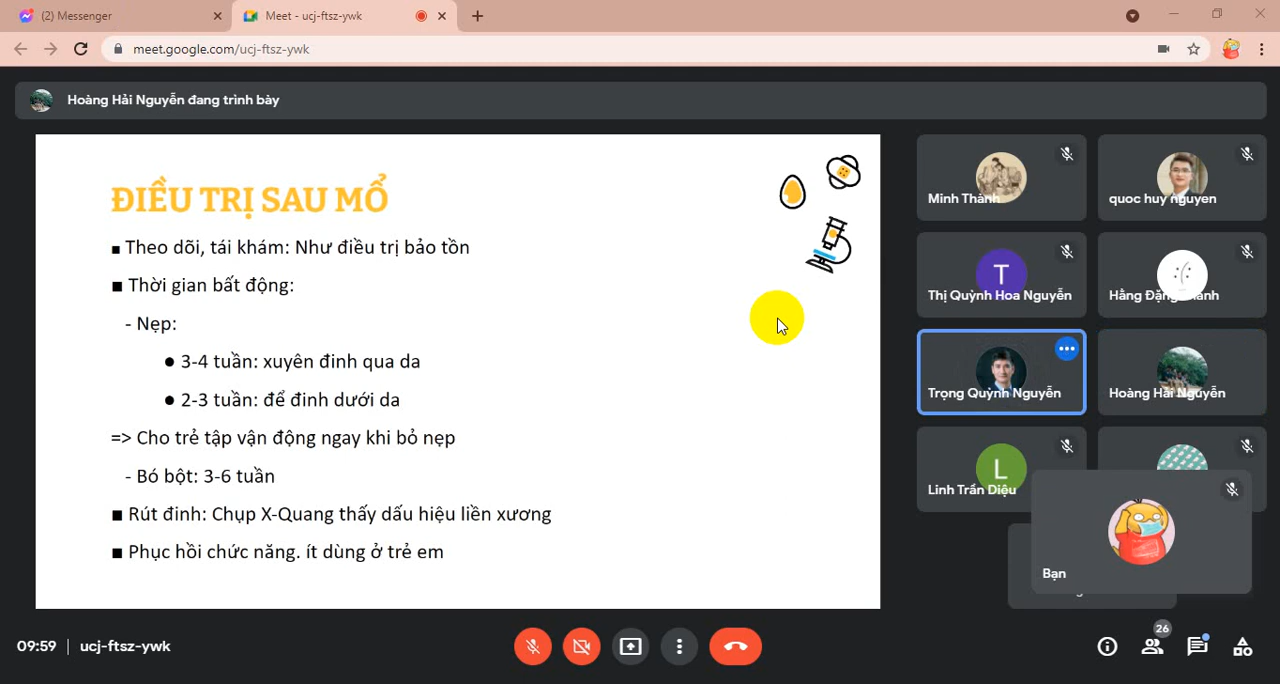 (2) Messenger
Meet - ucj-ftsz-ywk
meet.google.com/ucj-ftsz-ywk
Hoàng Hải Nguyễn đang trình bày
ĐIỀU TRỊ SAU MỔ
■ Theo dõi, tái khám: Như điều trị bảo tồn
■ Thời gian bất động:
- Nẹp:
● 3-4 tuần: xuyên đinh qua da
● 2-3 tuần: để đinh dưới da
=> Cho trẻ tập vận động ngay khi bỏ nẹp
- Bó bột: 3-6 tuần
■ Rút đinh: Chụp X-Quang thấy dấu hiệu liền xương
■ Phục hồi chức năng. ít dùng ở trẻ em
Minh Thành
quoc huy nguyen
T
Thị Quỳnh Hoa Nguyễn
Hằng Đặng Thành
Trọng Quỳnh Nguyễn
Hoàng Hải Nguyễn
L
Linh Trần Diệu
Bạn
09:59
ucj-ftsz-ywk
26